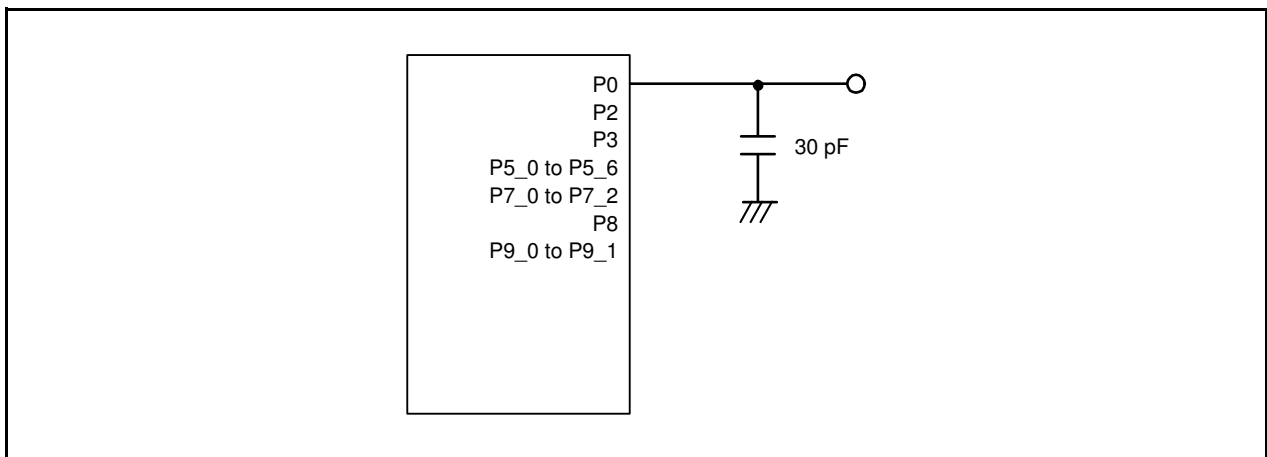 P0
P2
P3
30 pF
P5_0 to P5_6
P7_0 to P7_2
P8
P9_0 to P9_1